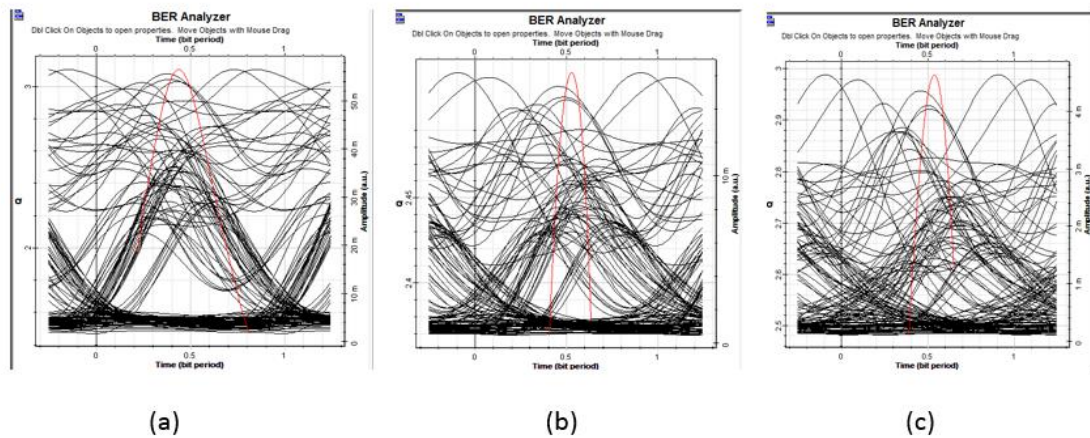 BER Analyzer
Dbl Click On Objects to open properties. Move Objects with Mouse Drag
Time (bit period)
0 0.5 1
Q
3
2
Amplitude (a.u.)
50 m
40 m
30 m
20 m
10 m
0
0 0.5 1
Time (bit period)
(a)
BER Analyzer
Dbl Click On Objects to open properties. Move Objects with Mouse Drag
Time (bit period)
0 0.5 1
Q
2.45
2.4
Amplitude (a.u.)
10 m
0
0 0.5 1
Time (bit period)
(b)
BER Analyzer
Dbl Click On Objects to open properties. Move Objects with Mouse Drag
Time (bit period)
0 0.5 1
Q
3
2.9
2.8
2.7
2.6
2.5
Amplitude (a.u.)
4 m
3 m
2 m
1 m
0
0 0.5 1
Time (bit period)
(c)